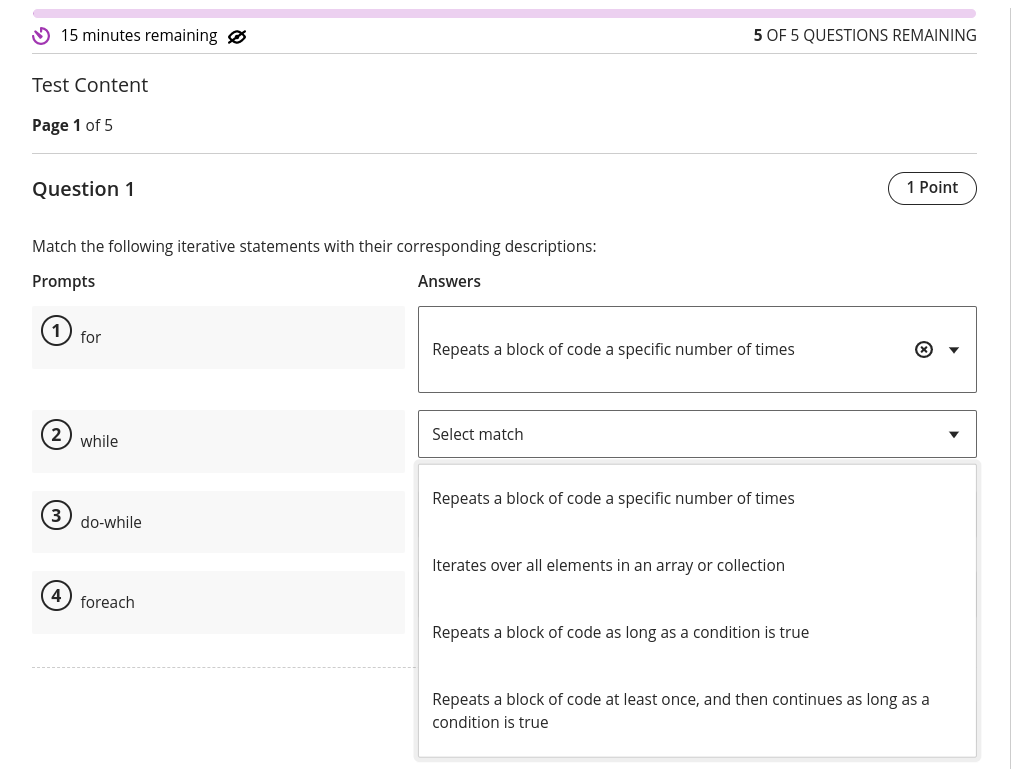 15 minutes remaining
5 OF 5 QUESTIONS REMAINING
Test Content
Page 1 of 5
Question 1
1 Point
Match the following iterative statements with their corresponding descriptions:
Prompts
Answers
1 for
Repeats a block of code a specific number of times
2 while
Select match
3 do-while
4 foreach
Repeats a block of code a specific number of times
Iterates over all elements in an array or collection
Repeats a block of code as long as a condition is true
Repeats a block of code at least once, and then continues as long as a
condition is true